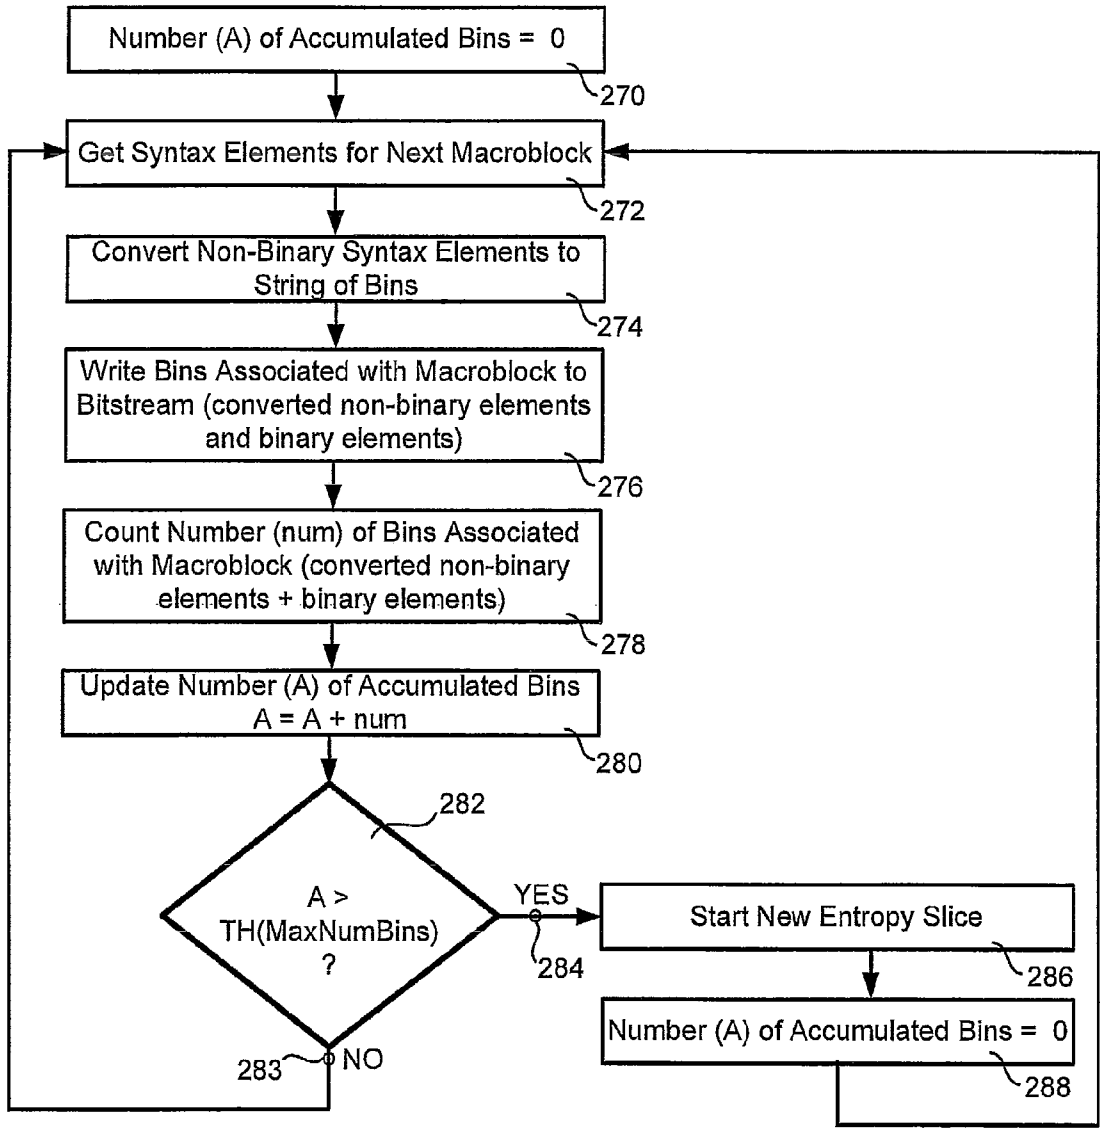 Number (A) of Accumulated Bins = 0
270
Get Syntax Elements for Next Macroblock
272
Convert Non-Binary Syntax Elements to
String of Bins
274
Write Bins Associated with Macroblock to
Bitstream (converted non-binary elements
and binary elements)
276
Count Number (num) of Bins Associated
with Macroblock (converted non-binary
elements + binary elements)
278
Update Number (A) of Accumulated Bins
A = A + num
280
282
A >
TH(MaxNumBins)
?
YES
284
283
NO
Start New Entropy Slice
286
Number (A) of Accumulated Bins = 0
288